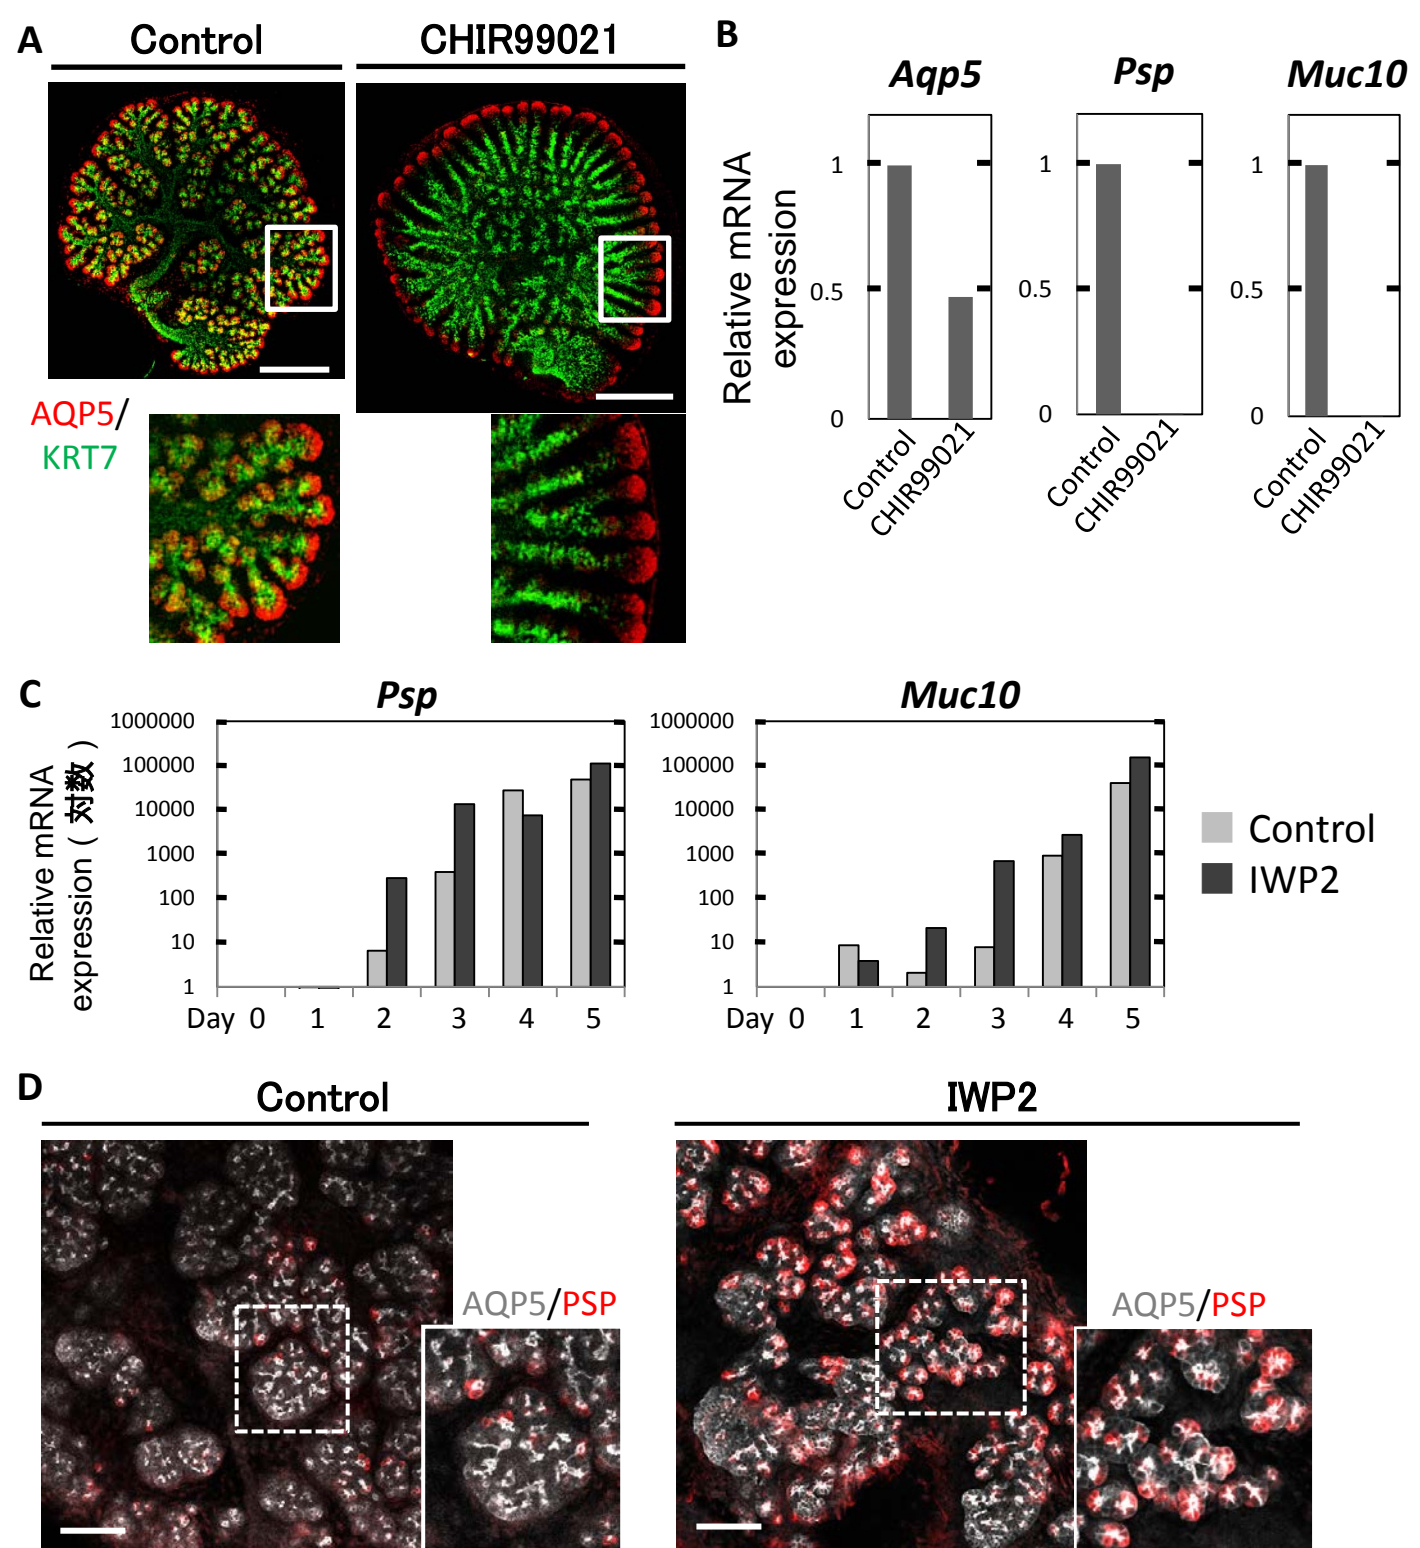 A
Control
CHIR99021
AQP5/
KRT7
B
Aqp5
Psp
Muc10
Relative mRNA
expression
1
0.5
0
Control
CHIR99021
1
0.5
0
Control
CHIR99021
1
0.5
0
Control
CHIR99021
C
Psp
Muc10
Relative mRNA
expression ( 対数 )
1000000
100000
10000
1000
100
10
1
Day 0 1 2 3 4 5
1000000
100000
10000
1000
100
10
1
Day 0 1 2 3 4 5
Control
IWP2
D
Control
IWP2
AQP5/PSP
AQP5/PSP